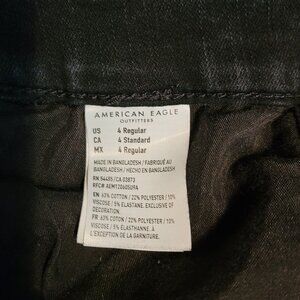 AMERICAN EAGLE
OUTFITTERS
US 4 Regular
CA 4 Standard
MX 4 Regular
MADE IN BANGLADESH / FABRIQUÉ AU
BANGLADESH / HECHO EN BANGLADESH
RN 54485/CA 03873
RFC# AEM120605U9A
EN: 63% COTTON / 22% POLYESTER / 10%
VISCOSE / 5% ELASTANE. EXCLUSIVE OF
DECORATION.
FR: 63% COTON / 22% POLYESTER / 10%
VISCOSE / 5% ÉLASTHANNE. À
L'EXCEPTION DE LA GARNITURE.